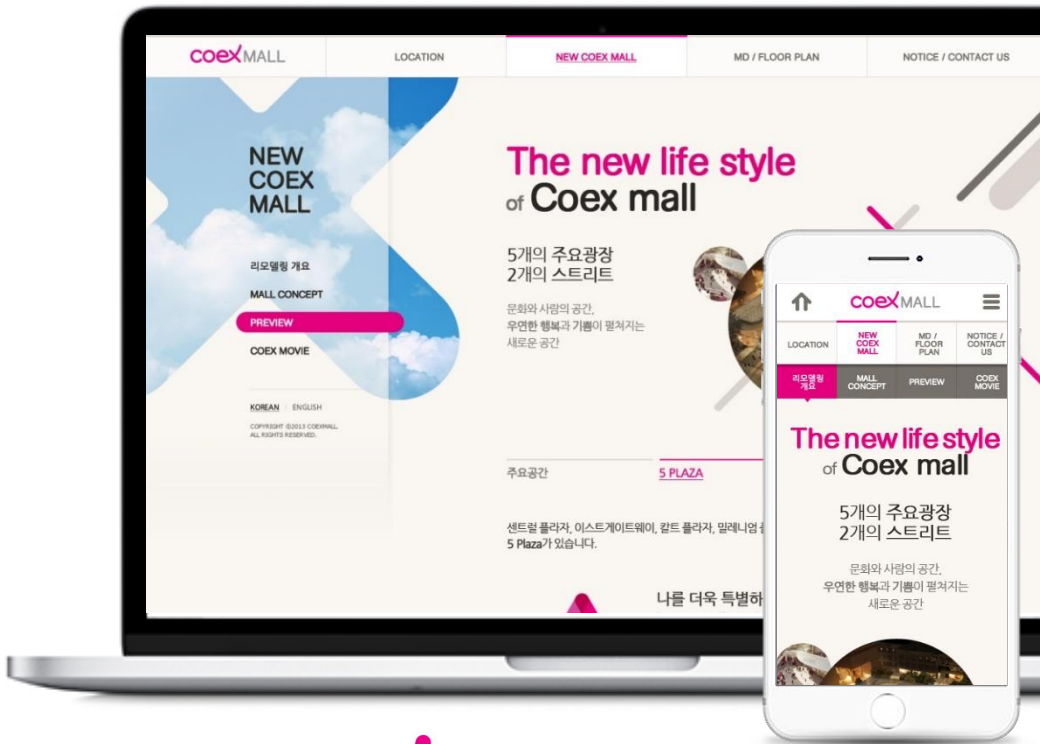 coex MALL
LOCATION
NEW COEX MALL
MD / FLOOR PLAN
NOTICE / CONTACT US
NEW
COEX
MALL
리모델링 개요
MALL CONCEPT
PREVIEW
COEX MOVIE
KOREAN | ENGLISH
COPYRIGHT ©2013 COEXMALL.
ALL RIGHTS RESERVED.
The new life style
of Coex mall
5개의 주요광장
2개의 스트리트
문화와 사람의 공간,
우연한 행복과 기쁨이 펼쳐지는
새로운 공간
주요공간
5 PLAZA
센트럴 플라자, 이스트게이트웨이, 칼트 플라자, 밀레니엄
5 Plaza가 있습니다.
나를 더욱 특별하
coex MALL
LOCATION
NEW
COEX
MALL
MD /
FLOOR
PLAN
NOTICE /
CONTACT
US
리모델링
개요
MALL
CONCEPT
PREVIEW
COEX
MOVIE
The new life style
of Coex mall
5개의 주요광장
2개의 스트리트
문화와 사람의 공간,
우연한 행복과 기쁨이 펼쳐지는
새로운 공간